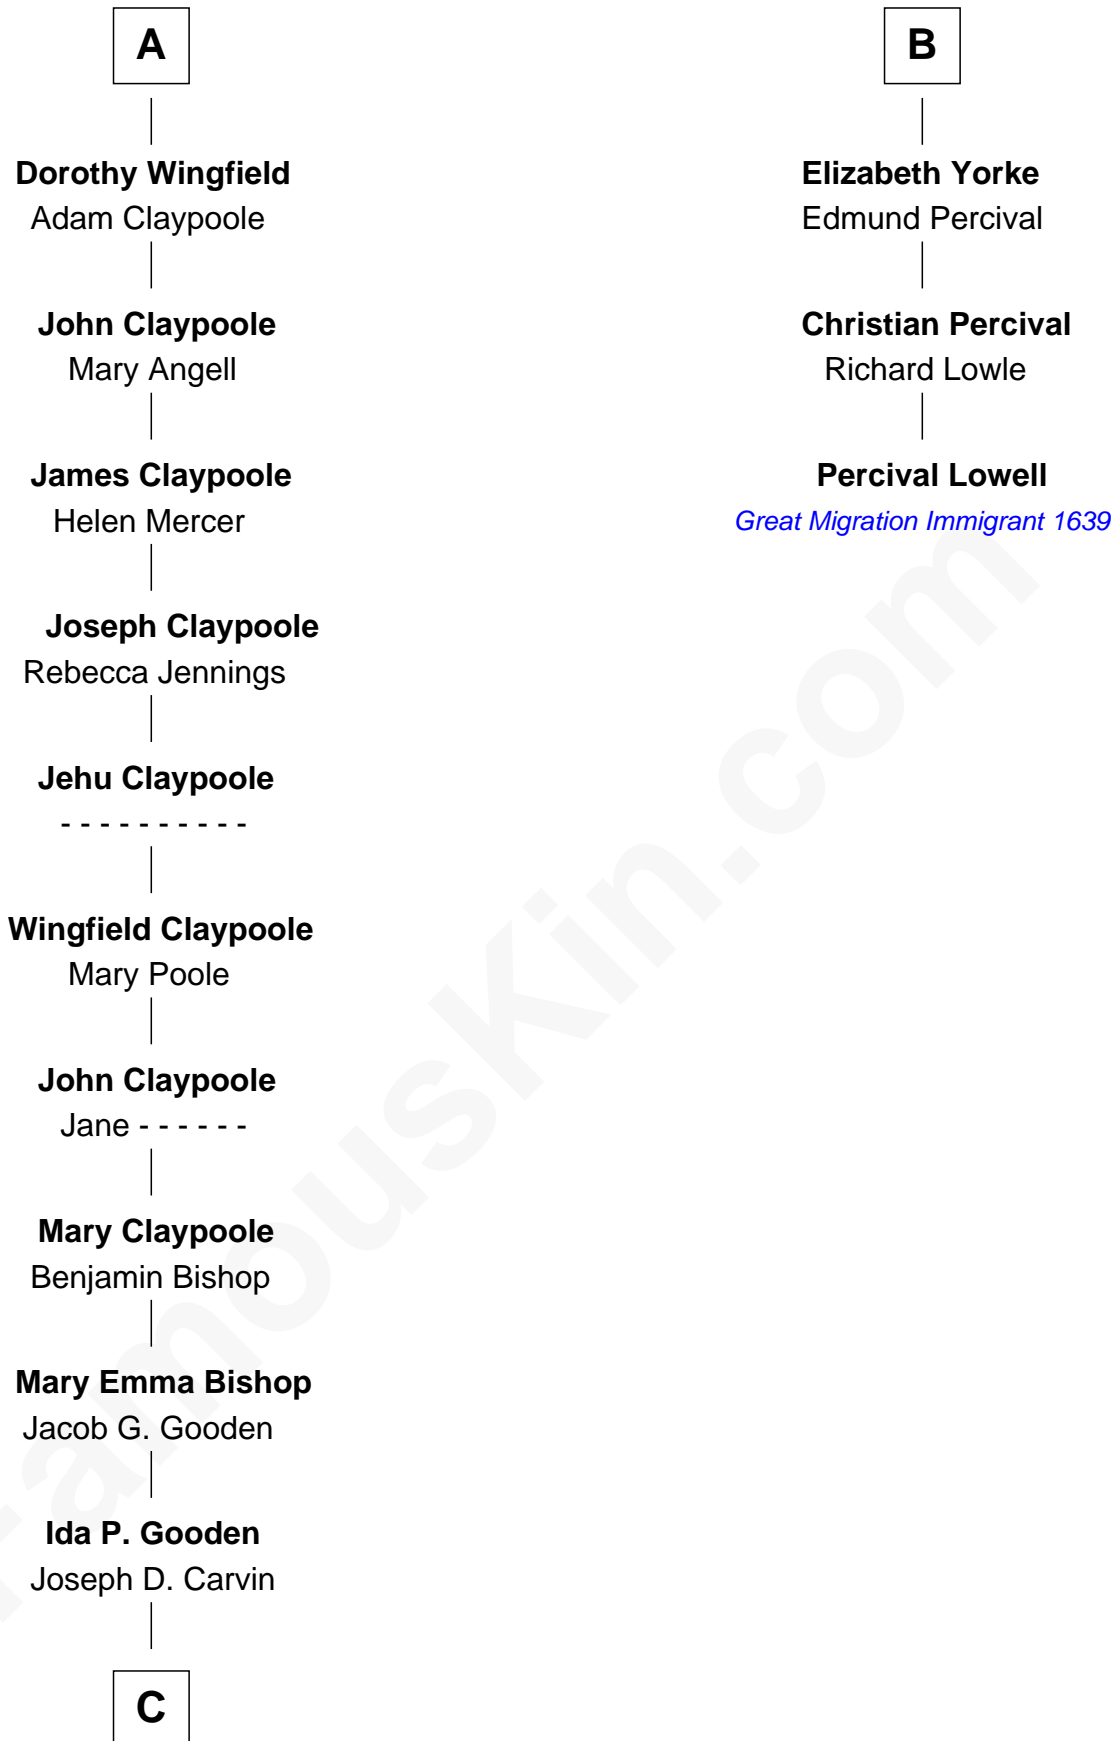 A
Dorothy Wingfield
Adam Claypoole
John Claypoole
Mary Angell
James Claypoole
Helen Mercer
Joseph Claypoole
Rebecca Jennings
Jehu Claypoole
- - - - - - - - - -
Wingfield Claypoole
Mary Poole
John Claypoole
Jane - - - - - -
Mary Claypoole
Benjamin Bishop
Mary Emma Bishop
Jacob G. Gooden
Ida P. Gooden
Joseph D. Carvin
C
B
Elizabeth Yorke
Edmund Percival
Christian Percival
Richard Lowle
Percival Lowell
Great Migration Immigrant 1639
FamousKin.com